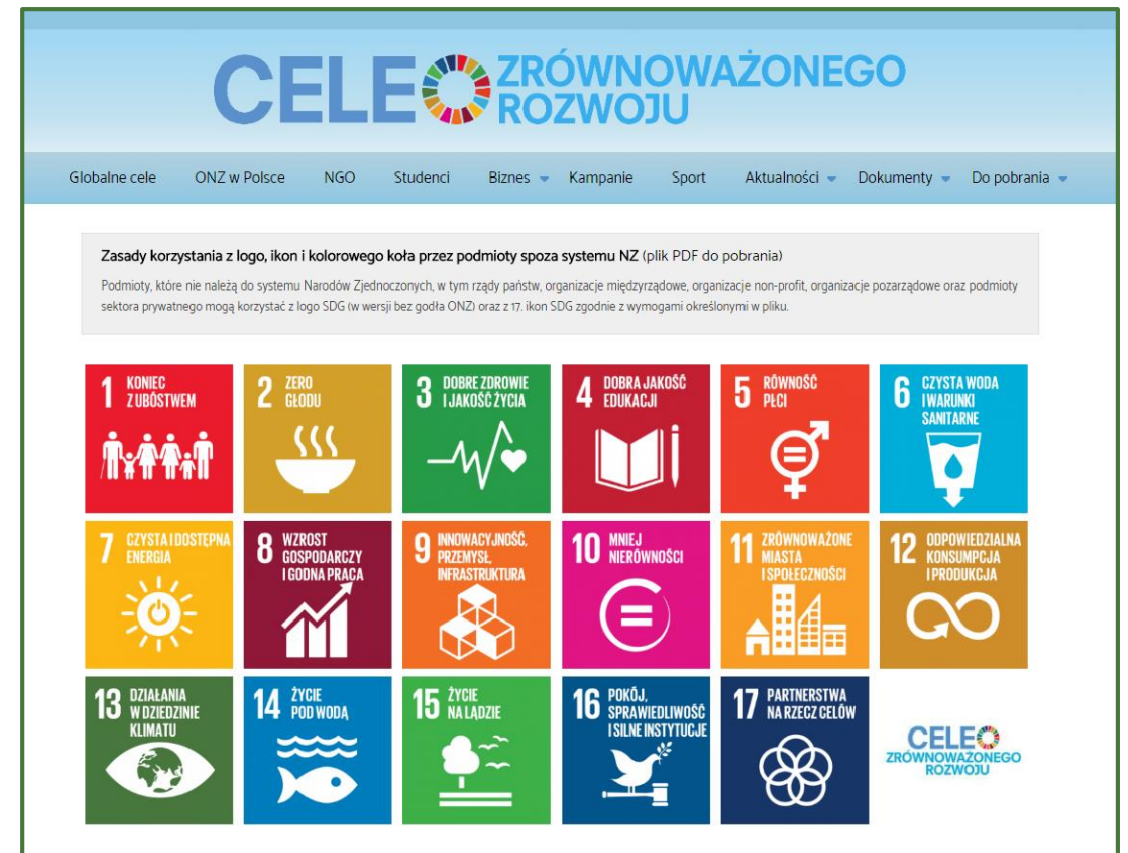 CELE ZRÓWNOWAŻONEGO
ROZWOJU
Globalne cele ONZ w Polsce NGO Studenci Biznes Kampanie Sport Aktualności Dokumenty Do pobrania
Zasady korzystania z logo, ikon i kolorowego koła przez podmioty spoza systemu NZ (plik PDF do pobrania)
Podmioty, które nie należą do systemu Narodów Zjednoczonych, w tym rządy państw, organizacje międzyrządowe, organizacje non-profit, organizacje pozarządowe oraz podmioty
sektora prywatnego mogą korzystać z logo SDG (w wersji bez godła ONZ) oraz z 17. ikon SDG zgodnie z wymogami określonymi w pliku.
1 KONIEC
Z UBÓSTWEM
2 ZERO
GŁODU
3 DOBRE ZDROWIE
I JAKOŚĆ ŻYCIA
4 DOBRA JAKOŚĆ
EDUKACJI
5 RÓWNOŚĆ
PŁCI
6 CZYSTA WODA
I WARUNKI
SANITARNE
7 CZYSTA I DOSTĘPNA
ENERGIA
8 WZROST
GOSPODARCZY
I GODNA PRACA
9 INNOWACYJNOŚĆ,
PRZEMYSŁ,
INFRASTRUKTURA
10 MNIEJ
NIERÓWNOŚCI
11 ZRÓWNOWAŻONE
MIASTA
I SPOŁECZNOŚCI
12 ODPOWIEDZIALNA
KONSUMPCJA
I PRODUKCJA
13 DZIAŁANIA
W DZIEDZINIE
KLIMATU
14 ŻYCIE
POD WODĄ
15 ŻYCIE
NA LĄDZIE
16 POKÓJ,
SPRAWIEDLIWOŚĆ
I SILNE INSTYTUCJE
17 PARTNERSTWA
NA RZECZ CELÓW
CELE
ZRÓWNOWAŻONEGO
ROZWOJU